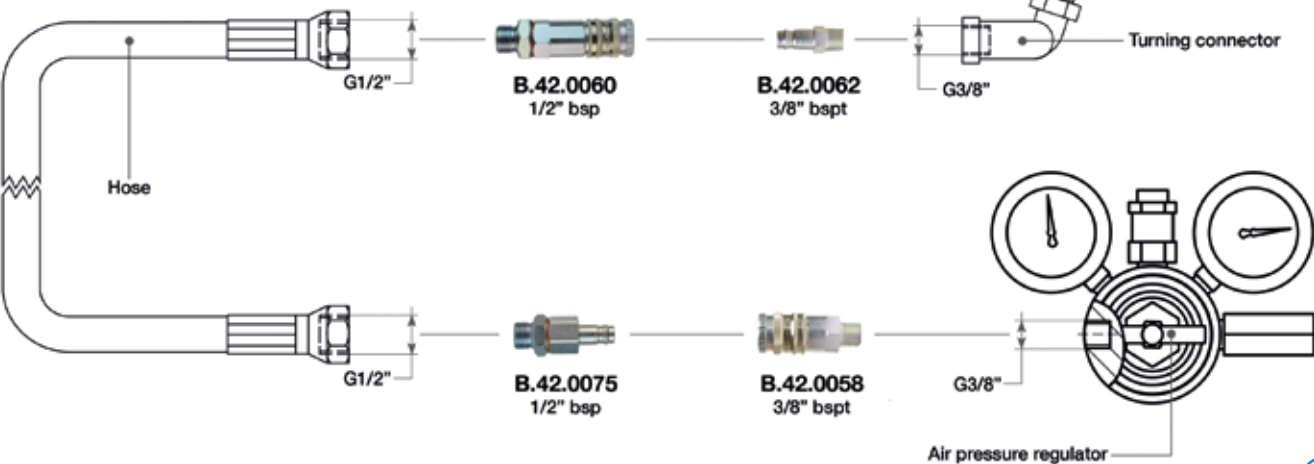 Turning connector
G1/2"
B.42.0060
1/2" bsp
B.42.0062
3/8" bspt
G3/8"
Hose
G1/2"
B.42.0075
1/2" bsp
B.42.0058
3/8" bspt
G3/8"
Air pressure regulator